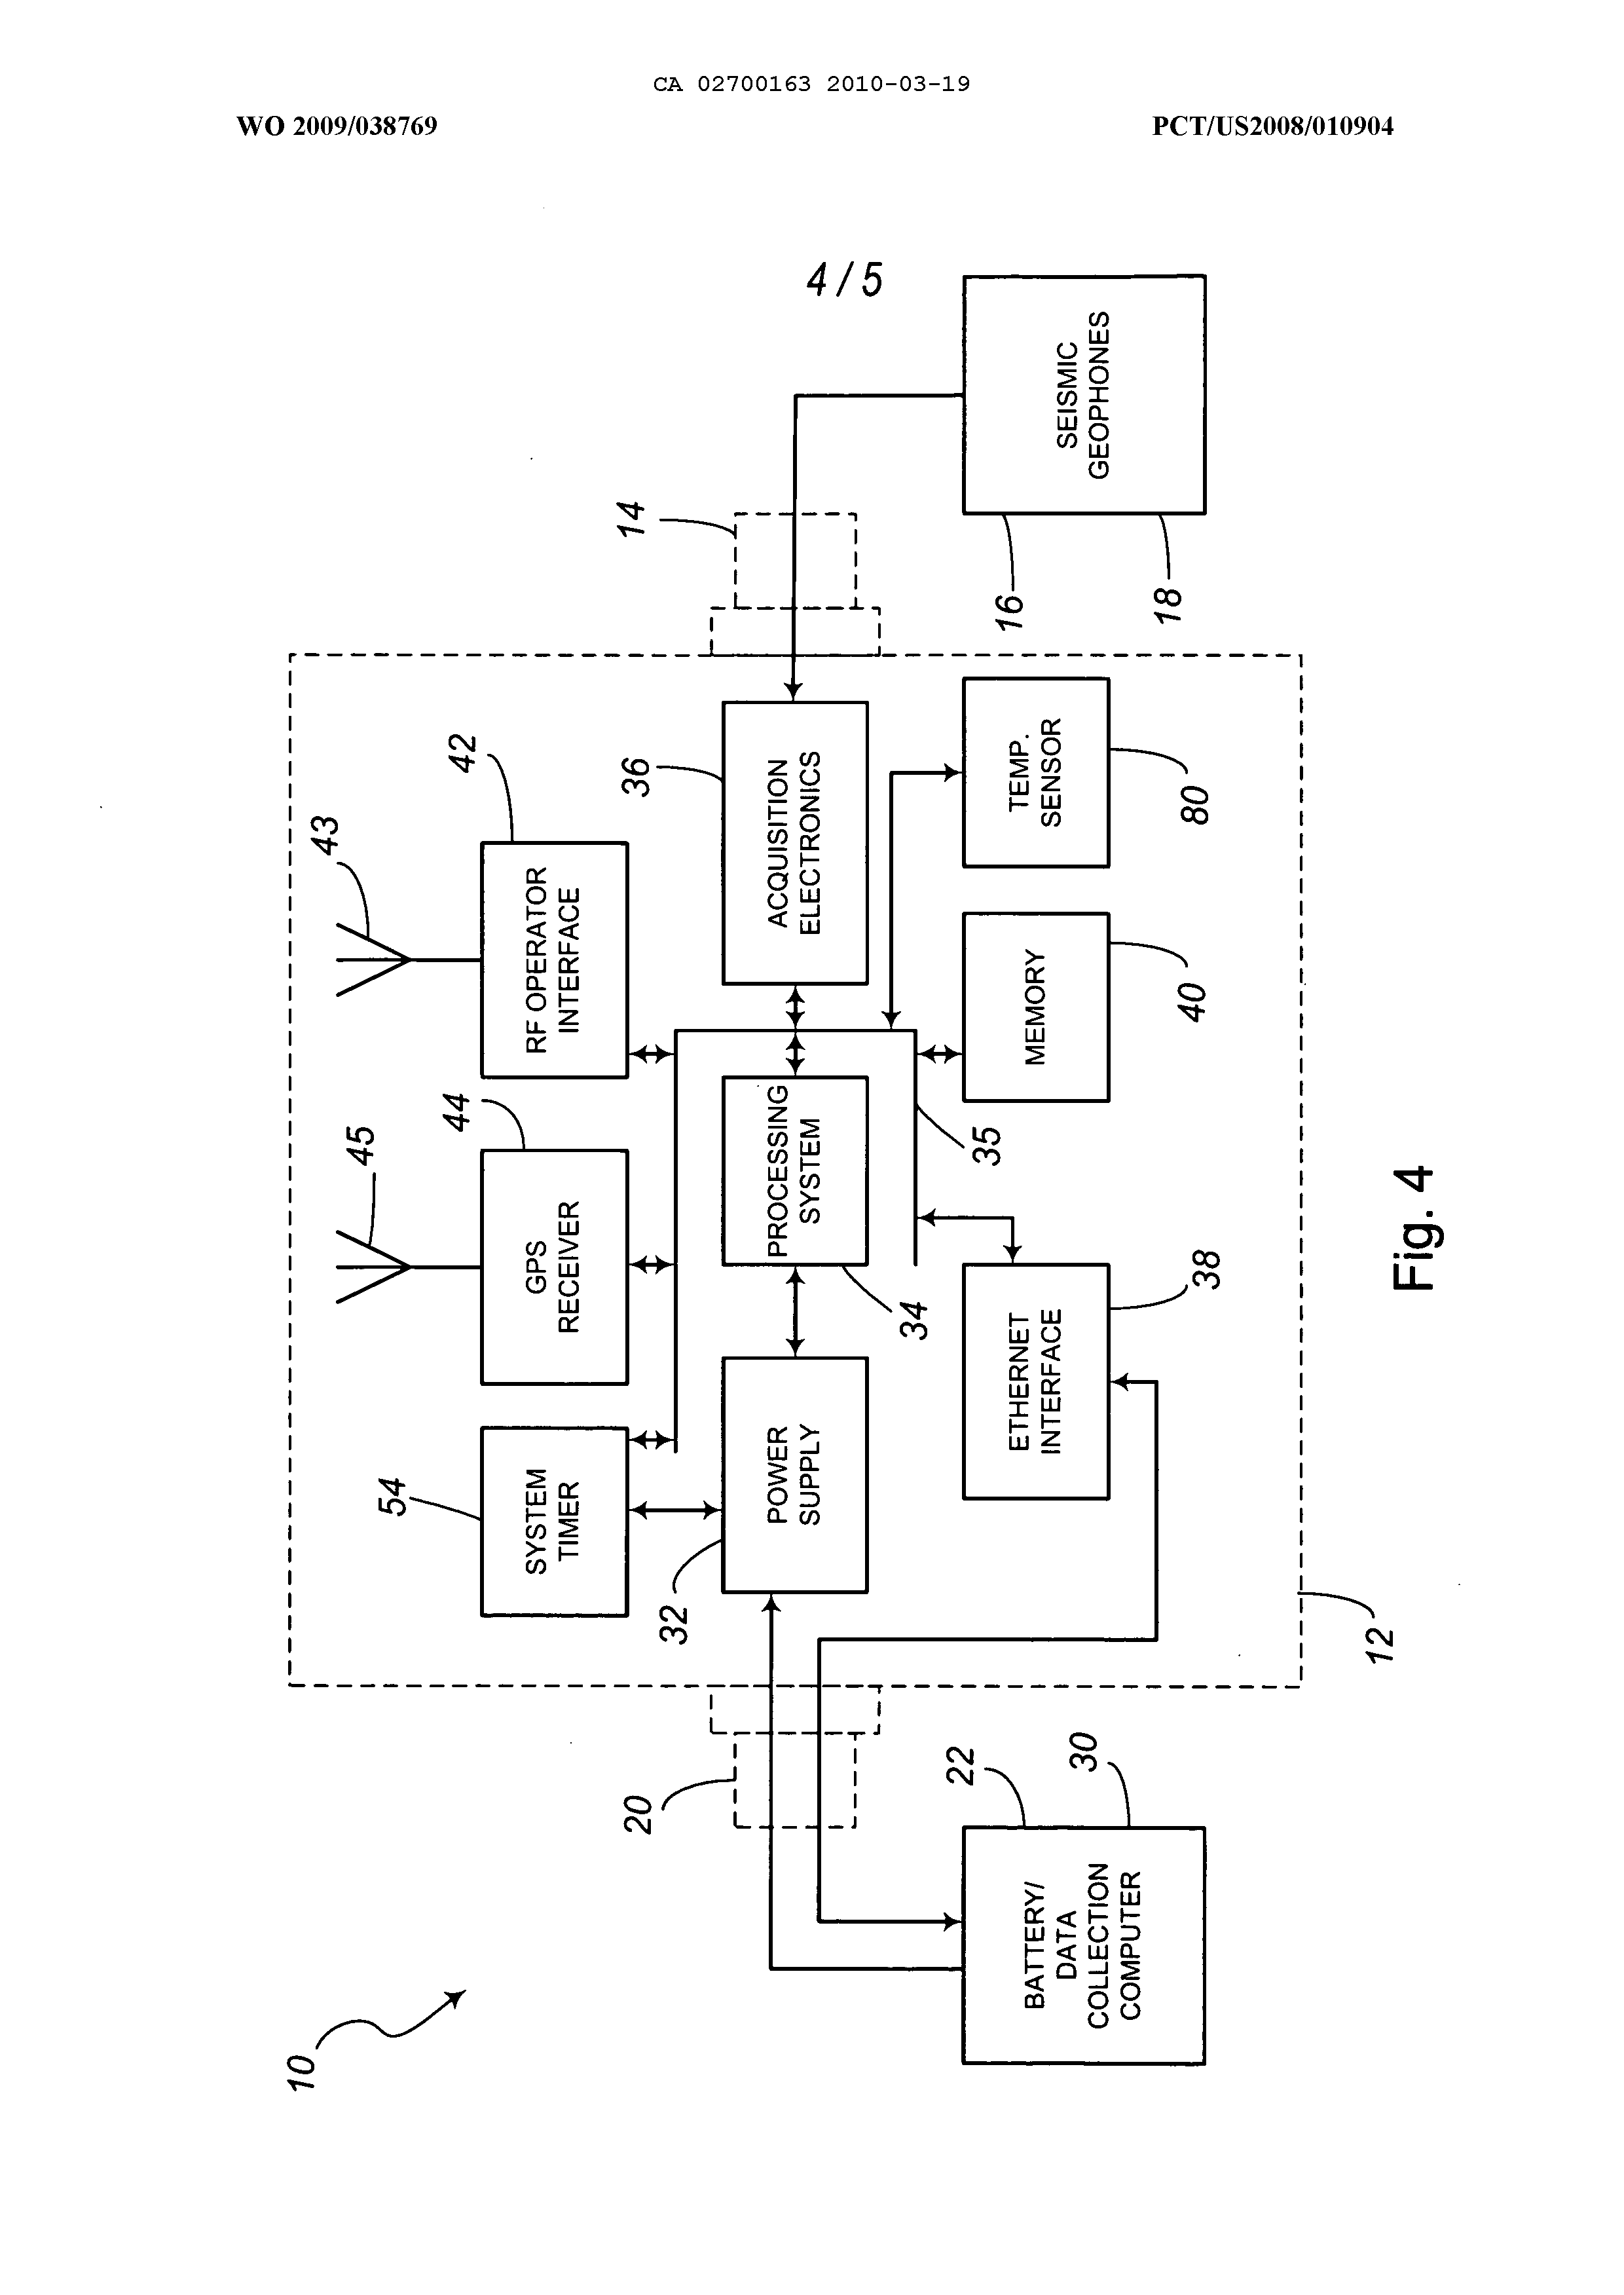 CA 02700163 2010-03-19
WO 2009/038769
PCT/US2008/010904
4/5
10
20
BATTERY/
DATA
COLLECTION
COMPUTER
22
30
12
54
SYSTEM
TIMER
45
44
GPS
RECEIVER
43
42
RF OPERATOR
INTERFACE
32
POWER
SUPPLY
34
PROCESSING
SYSTEM
35
36
ACQUISITION
ELECTRONICS
38
ETHERNET
INTERFACE
40
MEMORY
80
TEMP.
SENSOR
14
16
18
SEISMIC
GEOPHONES
Fig. 4